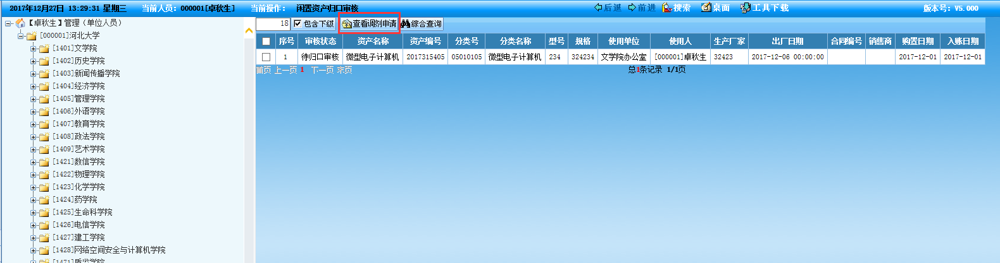 2017年12月27日 13:29:31 星期三 当前人员：000001[卓秋生] 当前操作： 闲置资产归口审核 后退 前进 搜索 桌面 工具下载 版本号：V5.000
【卓秋生】管理（单位人员）
[000001]河北大学
[1401]文学院
[1402]历史学院
[1403]新闻传播学院
[1404]经济学院
[1405]管理学院
[1406]外语学院
[1407]教育学院
[1408]政法学院
[1409]艺术学院
[1421]数信学院
[1422]物理学院
[1423]化学学院
[1424]药学院
[1425]生命科学院
[1426]电信学院
[1427]建工学院
[1428]网络空间安全与计算机学院
[1471]质监学院
18 包含下级 查看调剂申请 综合查询
序号 审核状态 资产名称 资产编号 分类号 分类名称 型号 规格 使用单位 使用人 生产厂家 出厂日期 合同编号 销售商 购置日期 入账日期
1 待归口审核 微型电子计算机 2017315405 05010105 微型电子计算机 234 324234 文学院办公室 [000001]卓秋生 32423 2017-12-06 00:00:00 2017-12-01 2017-12-01
首页 上一页 1 下一页 末页 总1条记录 1/1页